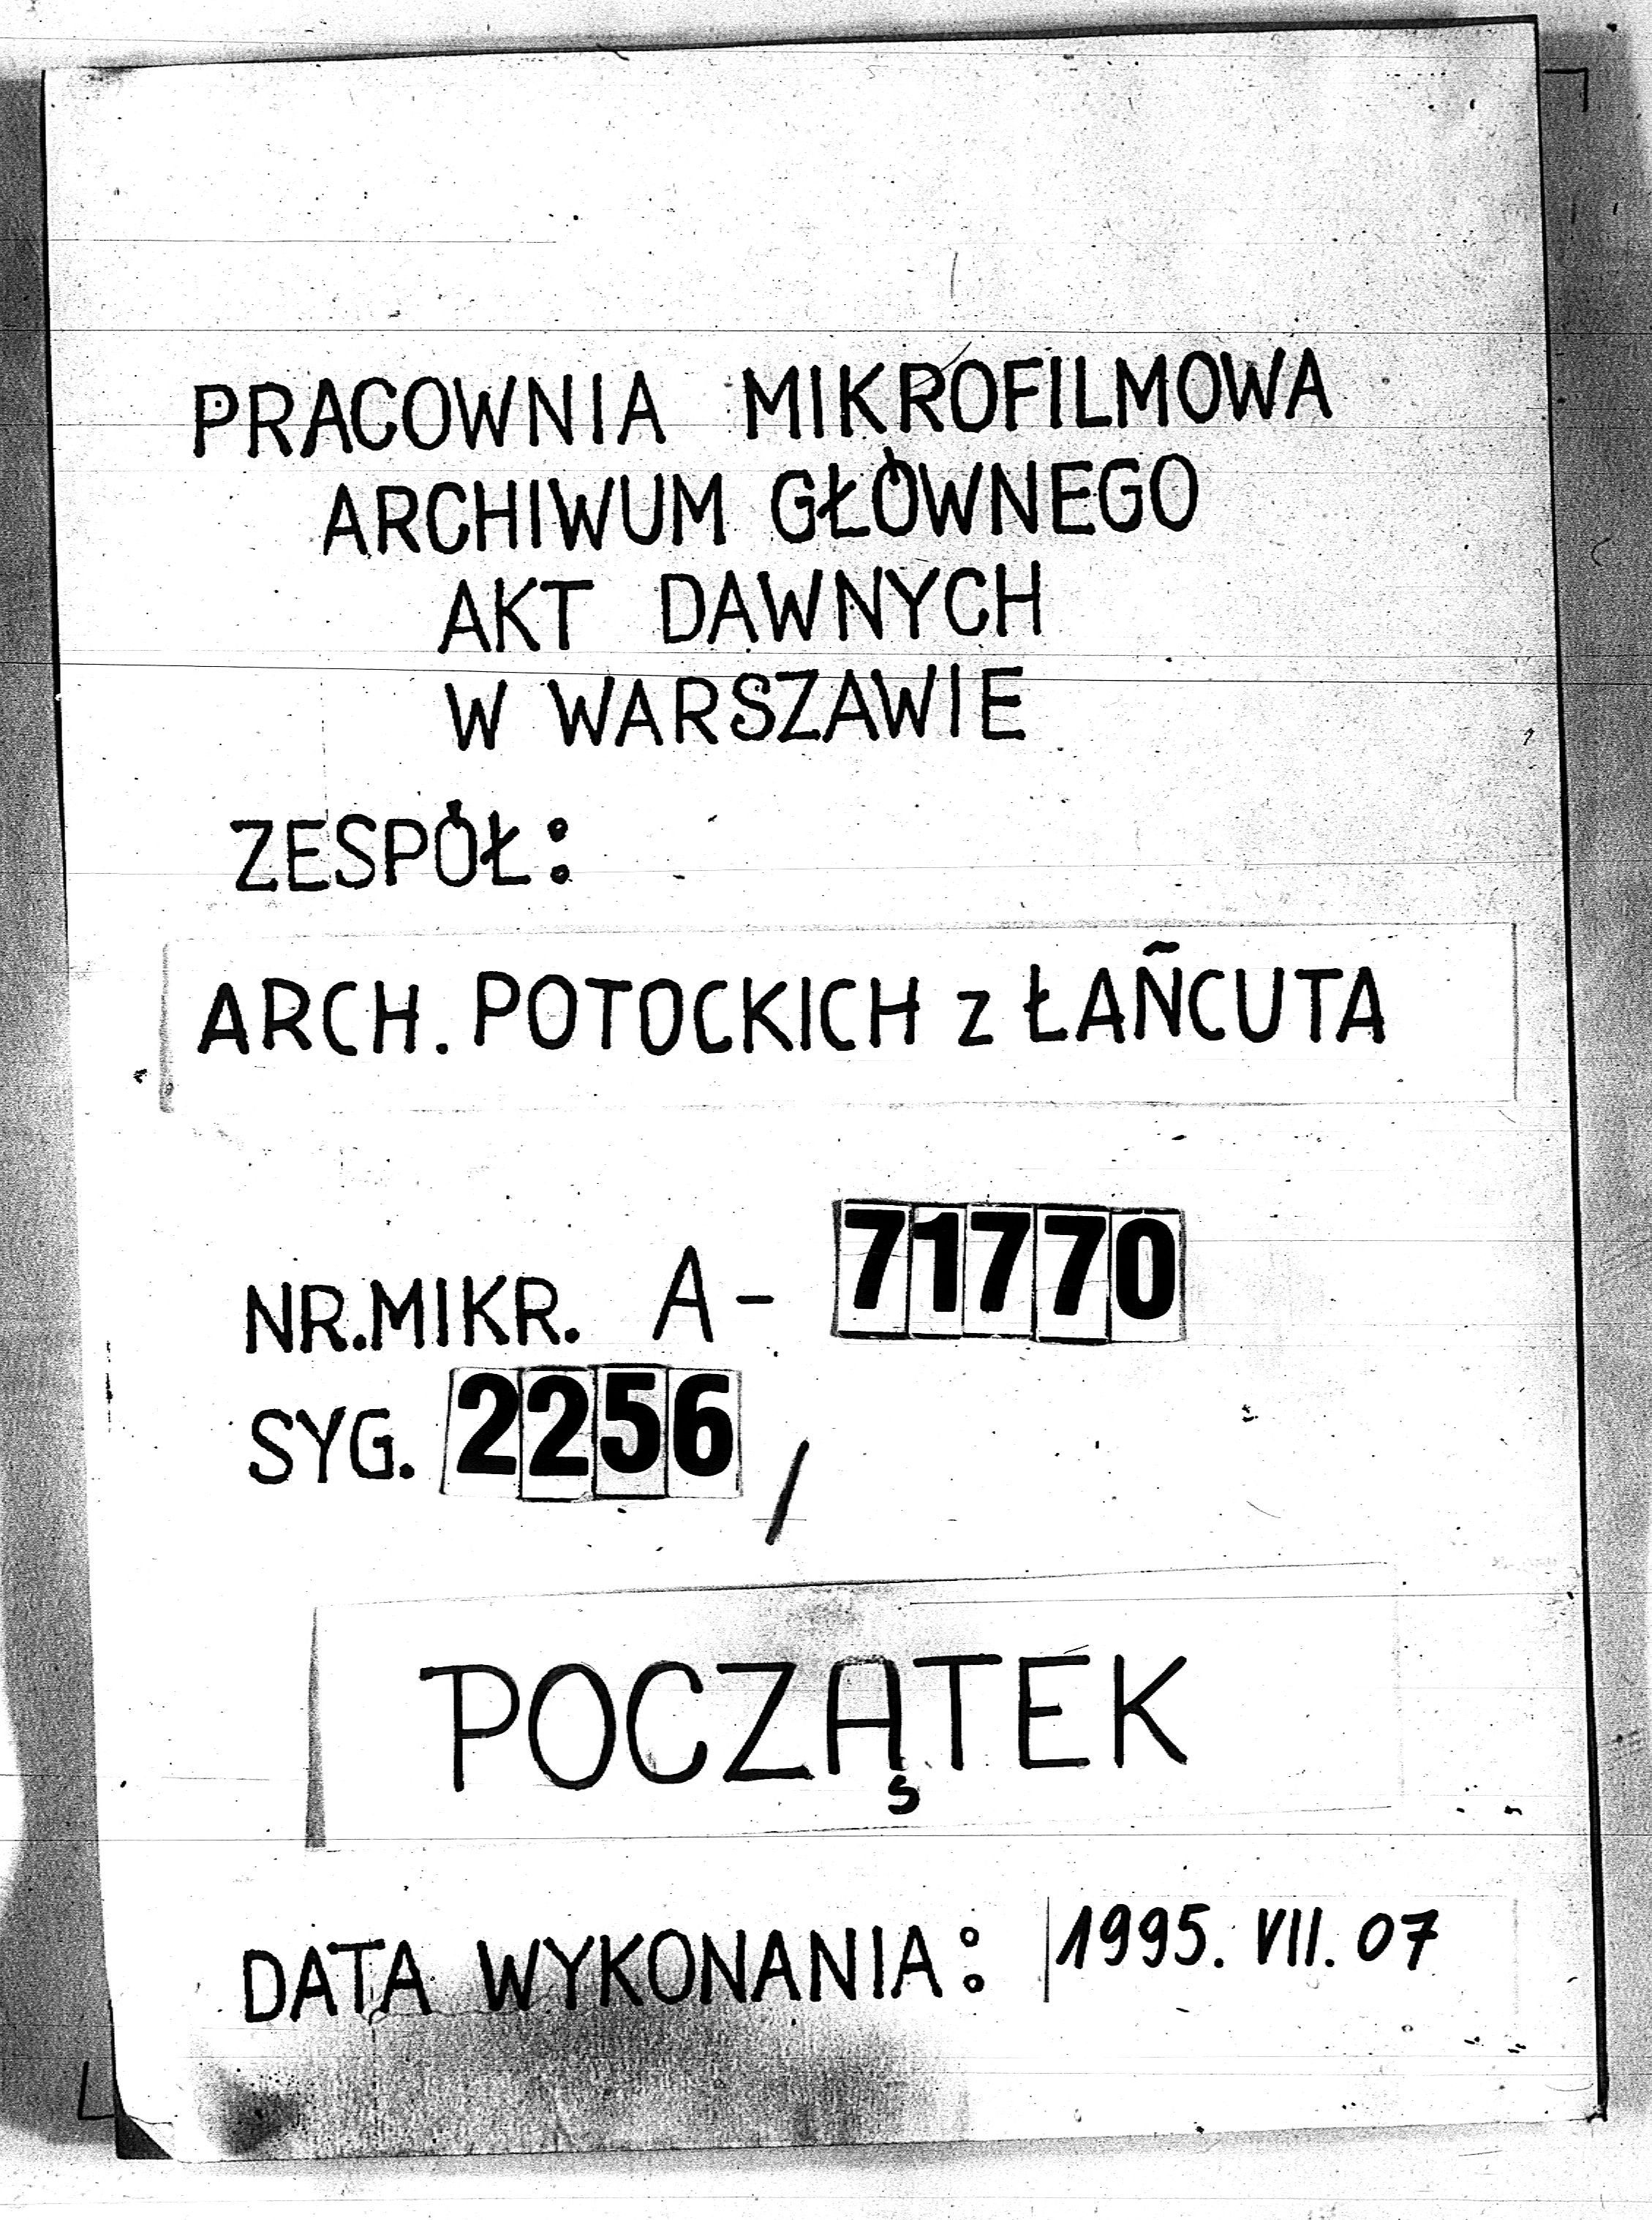 PRACOWNIA MIKROFILMOWA
ARCHIWUM GŁÓWNEGO
AKT DAWNYCH
W WARSZAWIE
ZESPÓŁ:
ARCH. POTOCKICH z ŁAŃCUTA
NR.MIKR. A- 71770
SYG. 2256 /
POCZĄTEK
DATA WYKONANIA: 1995. VII. 07